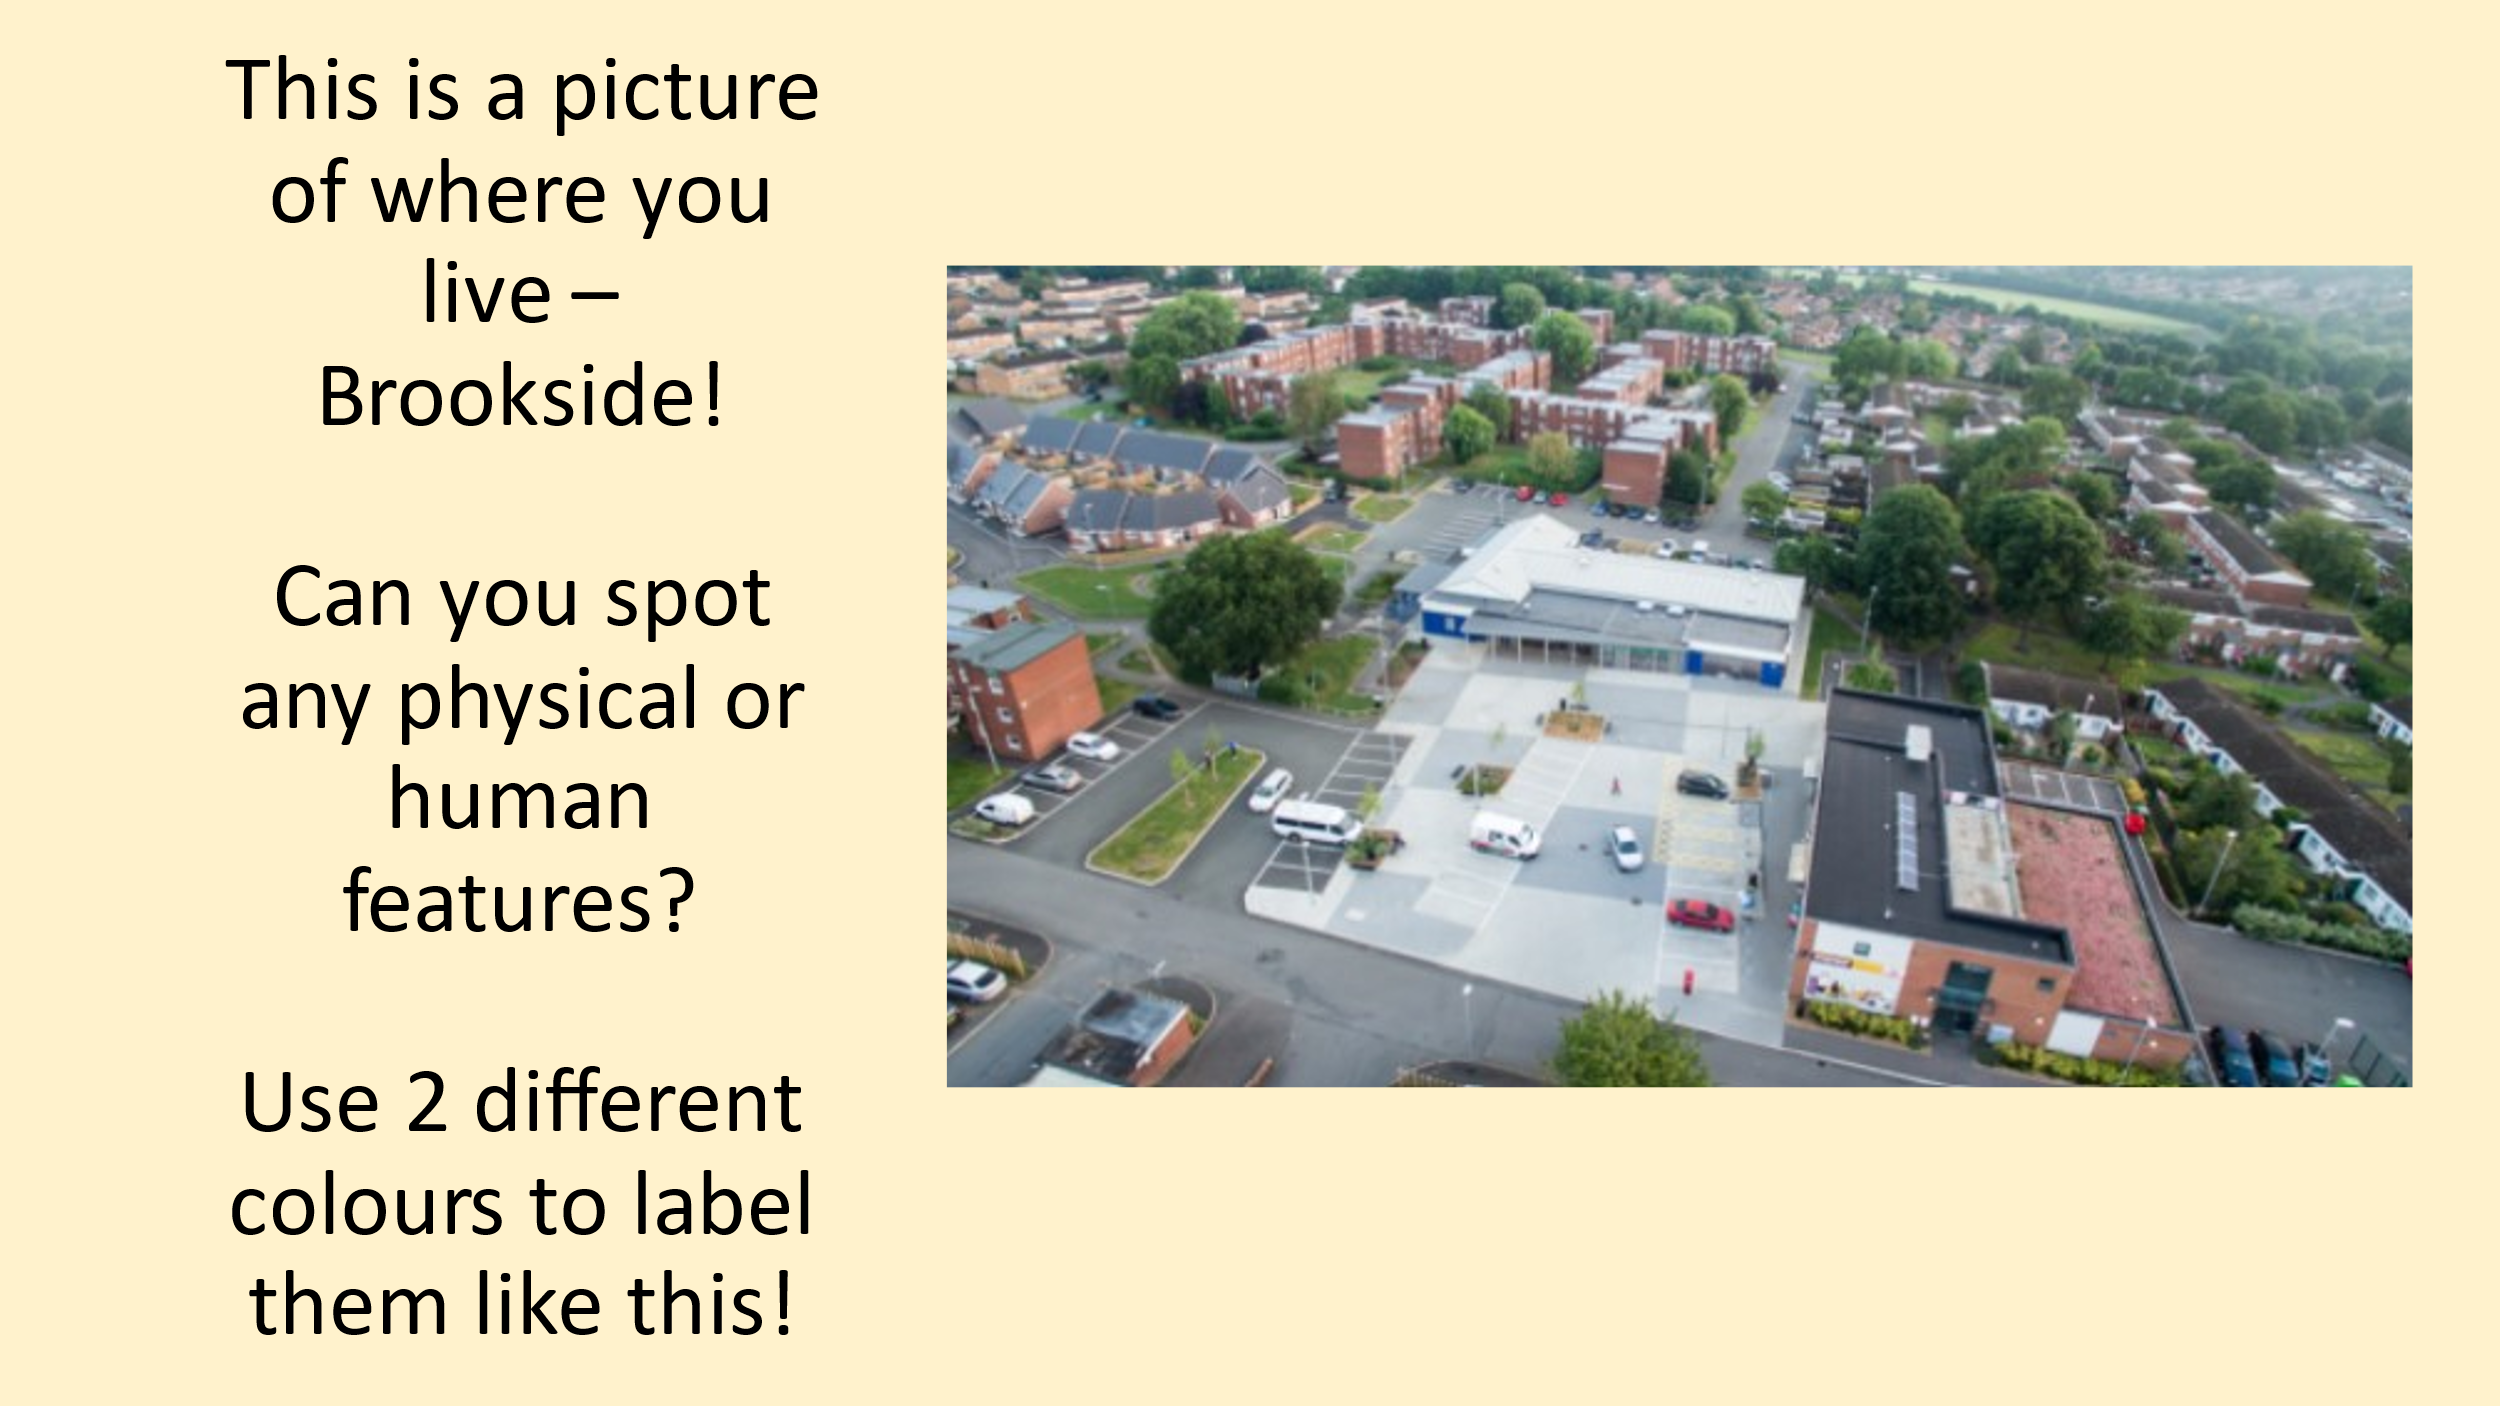 This is a picture
of where you
live –
Brookside!
Can you spot
any physical or
human
features?
Use 2 different
colours to label
them like this!